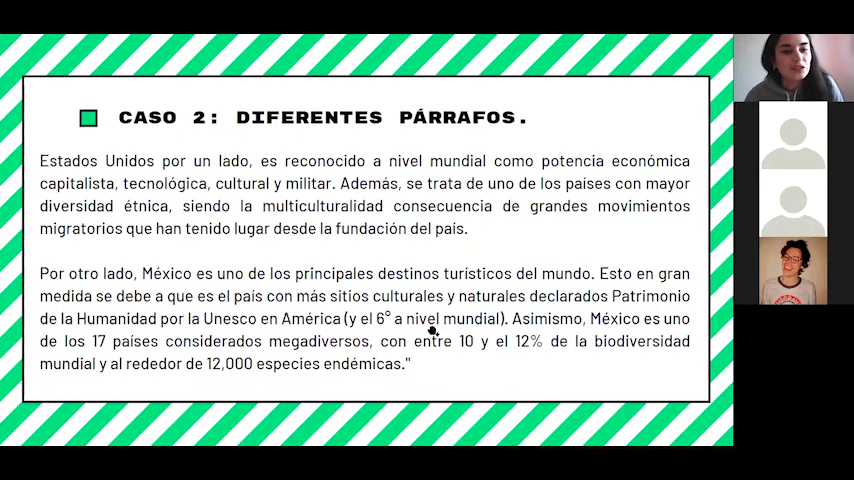 CASO 2: DIFERENTES PÁRRAFOS.
Estados Unidos por un lado, es reconocido a nivel mundial como potencia económica
capitalista, tecnológica, cultural y militar. Además, se trata de uno de los países con mayor
diversidad étnica, siendo la multiculturalidad consecuencia de grandes movimientos
migratorios que han tenido lugar desde la fundación del país.
Por otro lado, México es uno de los principales destinos turísticos del mundo. Esto en gran
medida se debe a que es el país con más sitios culturales y naturales declarados Patrimonio
de la Humanidad por la Unesco en América (y el 6° a nivel mundial). Asimismo, México es uno
de los 17 países considerados megadiversos, con entre 10 y el 12% de la biodiversidad
mundial y al rededor de 12,000 especies endémicas."